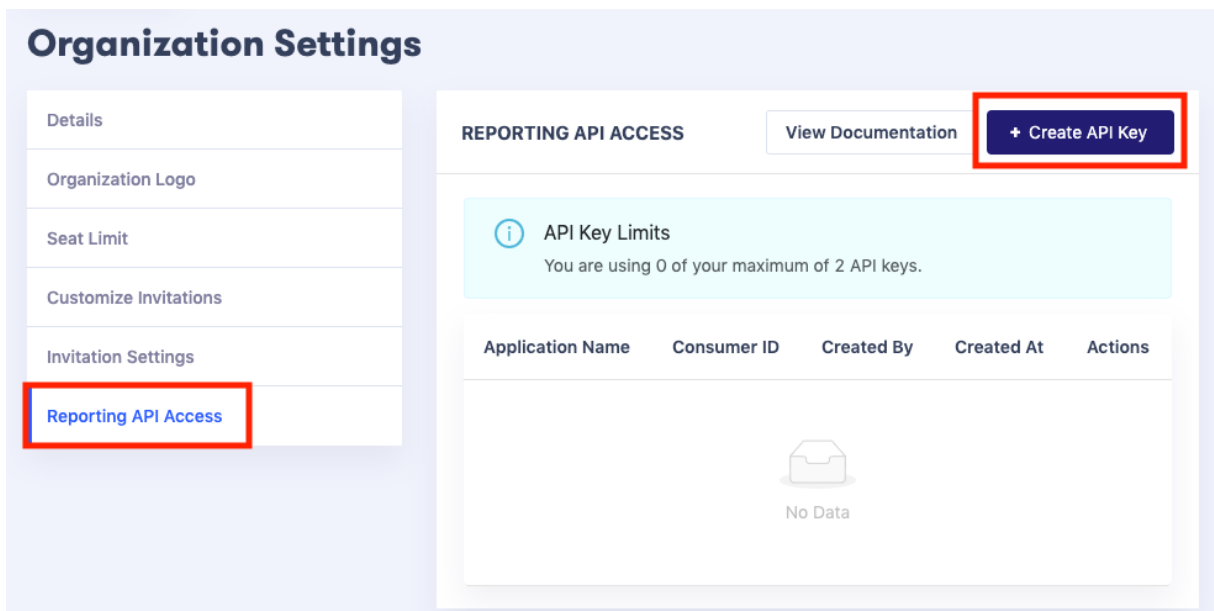 Organization Settings
Details
Organization Logo
Seat Limit
Customize Invitations
Invitation Settings
Reporting API Access
REPORTING API ACCESS
View Documentation
+ Create API Key
API Key Limits
You are using 0 of your maximum of 2 API keys.
Application Name Consumer ID Created By Created At Actions
No Data